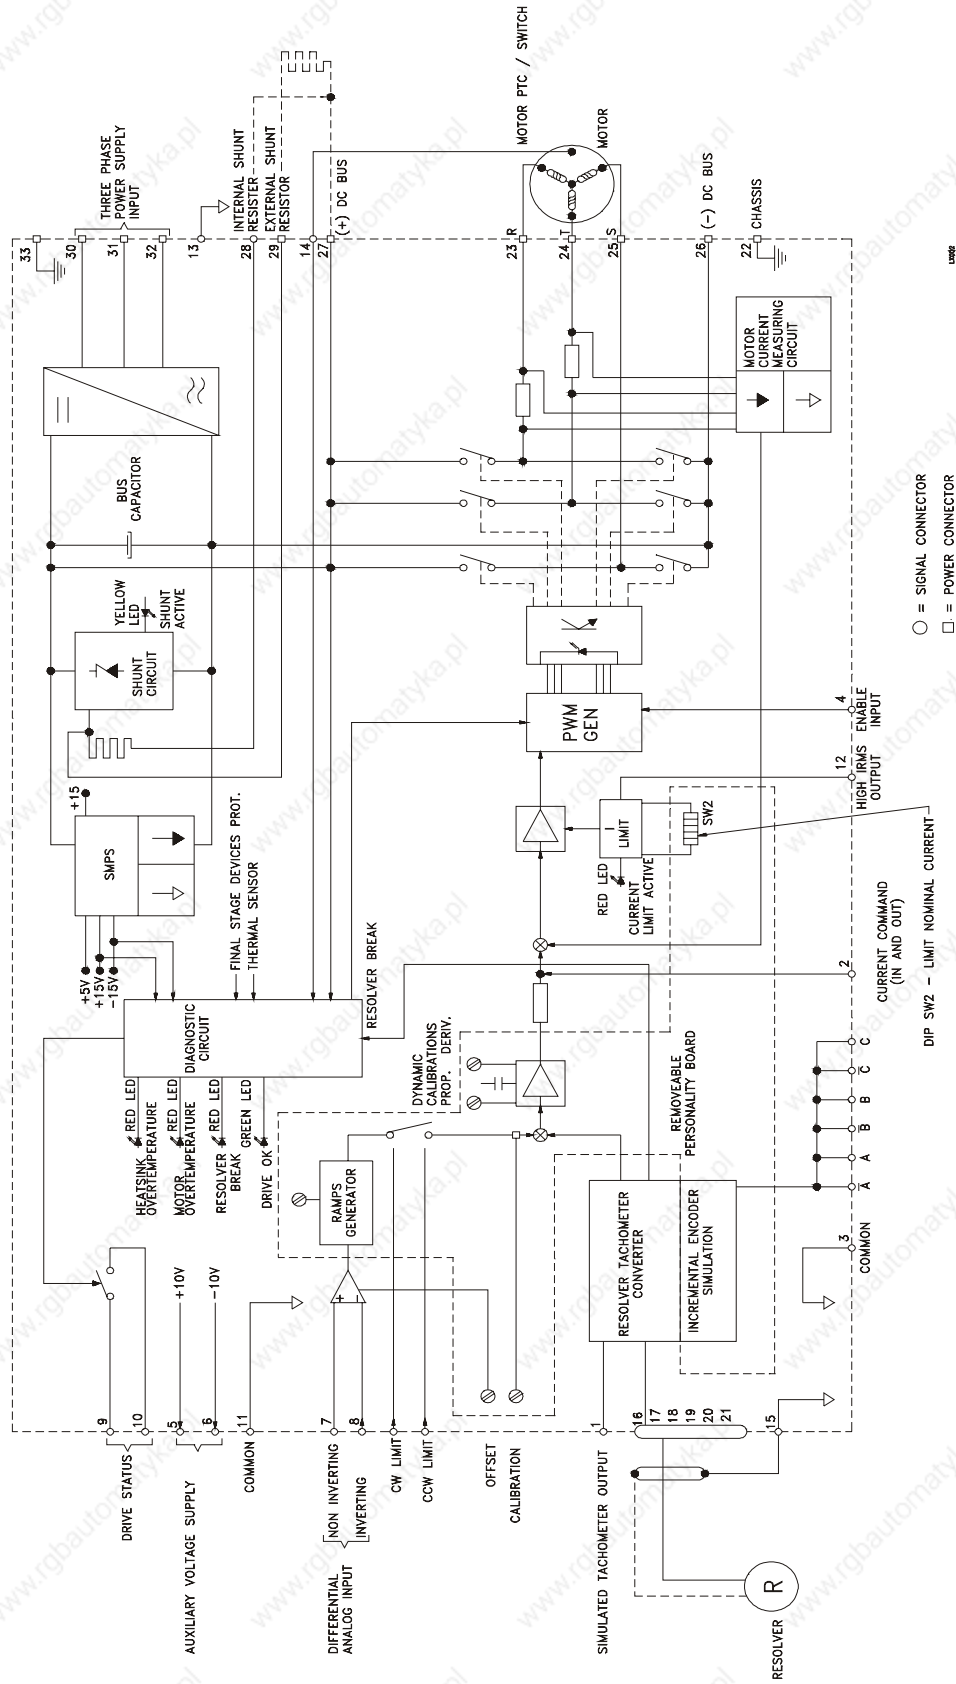 33
30
31
32
THREE PHASE
POWER SUPPLY
INPUT
13
INTERNAL SHUNT
RESISTER
28
EXTERNAL SHUNT
RESISTOR
29
14
27
(+) DC BUS
MOTOR PTC / SWITCH
23
R
24
T
25
S
MOTOR
26
(-) DC BUS
22
CHASSIS
LXD02
BUS
CAPACITOR
MOTOR
CURRENT
MEASURING
CIRCUIT
YELLOW
LED
SHUNT
ACTIVE
SHUNT
CIRCUIT
+15
SMPS
+5V
+15V
-15V
FINAL STAGE DEVICES PROT.
THERMAL SENSOR
RESOLVER BREAK
DIAGNOSTIC
CIRCUIT
RED LED
HEATSINK
OVERTEMPERATURE
RED LED
MOTOR
OVERTEMPERATURE
RED LED
RESOLVER
BREAK
GREEN LED
DRIVE OK
PWM
GEN
4
ENABLE
INPUT
12
HIGH IRMS
OUTPUT
I
LIMIT
SW2
RED LED
CURRENT
LIMIT ACTIVE
2
CURRENT COMMAND
(IN AND OUT)
DIP SW2 - LIMIT NOMINAL CURRENT
○ = SIGNAL CONNECTOR
□ = POWER CONNECTOR
DYNAMIC
CALIBRATIONS
PROP. DERIV.
REMOVEABLE
PERSONALITY BOARD
RAMPS
GENERATOR
RESOLVER TACHOMETER
CONVERTER
INCREMENTAL ENCODER
SIMULATION
C
C̅
B
B̅
A
A̅
3
COMMON
9
10
DRIVE STATUS
5
+10V
6
-10V
AUXILIARY VOLTAGE SUPPLY
11
COMMON
7
NON INVERTING
+
8
INVERTING
-
DIFFERENTIAL
ANALOG INPUT
CW LIMIT
CCW LIMIT
OFFSET
CALIBRATION
1
SIMULATED TACHOMETER OUTPUT
16
17
18
19
20
21
15
R
RESOLVER
www.rgbautomatyka.pl